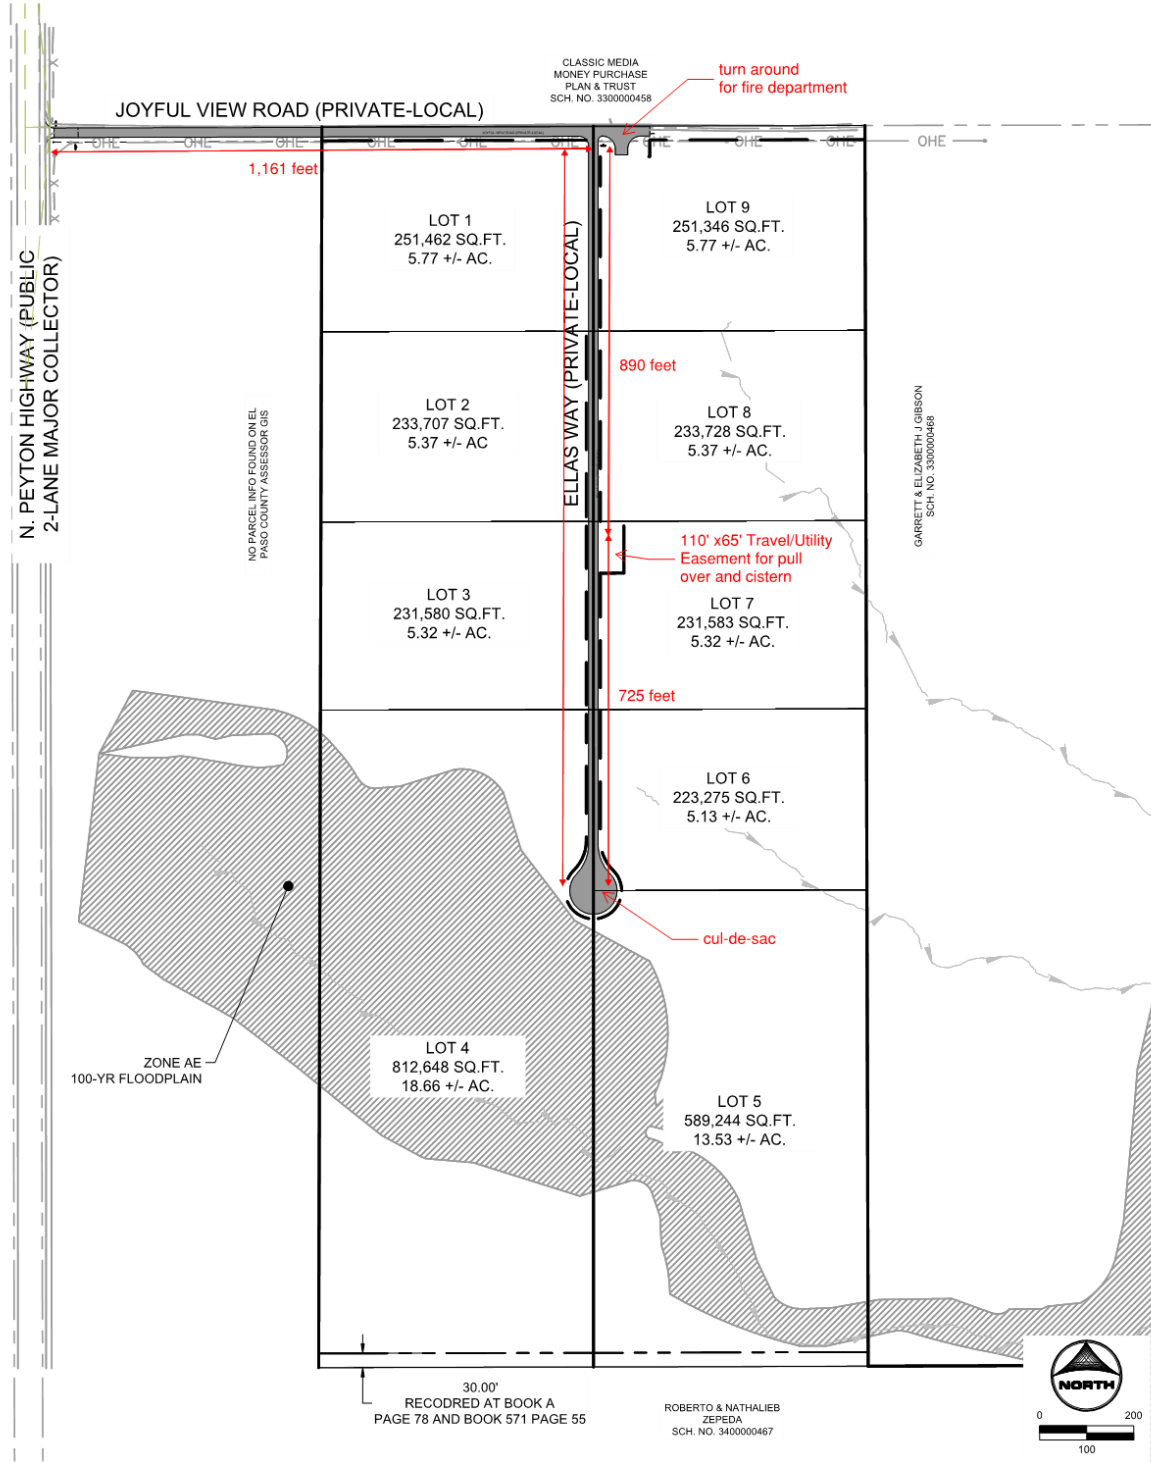 CLASSIC MEDIA
MONEY PURCHASE
PLAN & TRUST
SCH. NO. 3300000458
turn around
for fire department
JOYFUL VIEW ROAD (PRIVATE-LOCAL)
OHE
OHE
OHE
OHE
OHE
OHE
OHE
OHE
OHE
1,161 feet
LOT 1
251,462 SQ.FT.
5.77 +/- AC.
LOT 9
251,346 SQ.FT.
5.77 +/- AC.
N. PEYTON HIGHWAY (PUBLIC
2-LANE MAJOR COLLECTOR)
ELLAS WAY (PRIVATE-LOCAL)
890 feet
LOT 2
233,707 SQ.FT.
5.37 +/- AC
LOT 8
233,728 SQ.FT.
5.37 +/- AC.
NO PARCEL INFO FOUND ON EL
PASO COUNTY ASSESSOR GIS
GARRETT & ELIZABETH J GIBSON
SCH. NO. 3300000468
110' x65' Travel/Utility
Easement for pull
over and cistern
LOT 3
231,580 SQ.FT.
5.32 +/- AC.
LOT 7
231,583 SQ.FT.
5.32 +/- AC.
725 feet
LOT 6
223,275 SQ.FT.
5.13 +/- AC.
cul-de-sac
ZONE AE
100-YR FLOODPLAIN
LOT 4
812,648 SQ.FT.
18.66 +/- AC.
LOT 5
589,244 SQ.FT.
13.53 +/- AC.
30.00'
RECODRED AT BOOK A
PAGE 78 AND BOOK 571 PAGE 55
ROBERTO & NATHALIEB
ZEPEDA
SCH. NO. 3400000467
NORTH
0 200
100